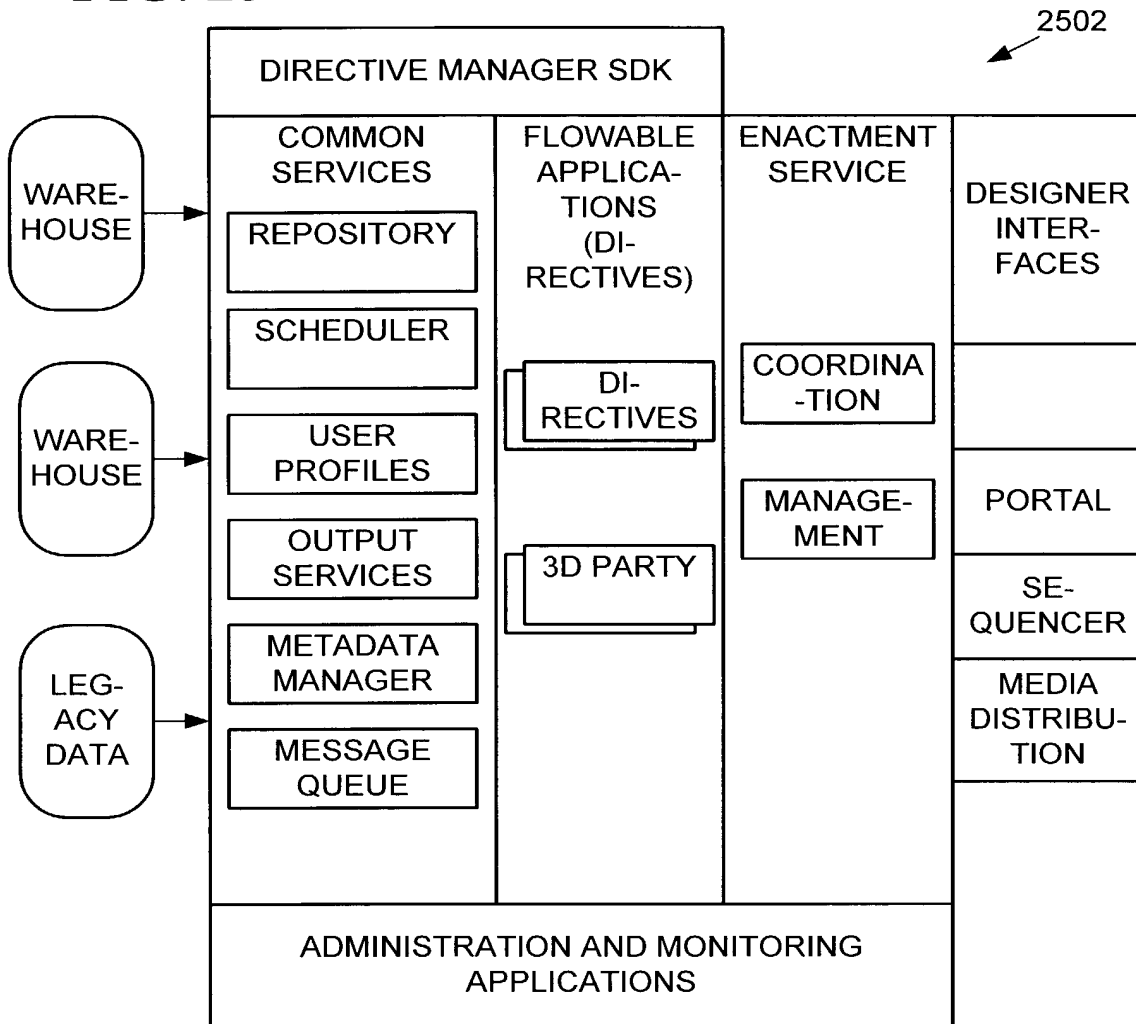 2502
DIRECTIVE MANAGER SDK
WARE-
HOUSE
WARE-
HOUSE
LEG-
ACY
DATA
COMMON
SERVICES
REPOSITORY
SCHEDULER
USER
PROFILES
OUTPUT
SERVICES
METADATA
MANAGER
MESSAGE
QUEUE
FLOWABLE
APPLICA-
TIONS
(DI-
RECTIVES)
DI-
RECTIVES
3D PARTY
ENACTMENT
SERVICE
COORDINA
-TION
MANAGE-
MENT
DESIGNER
INTER-
FACES
PORTAL
SE-
QUENCER
MEDIA
DISTRIBU-
TION
ADMINISTRATION AND MONITORING
APPLICATIONS